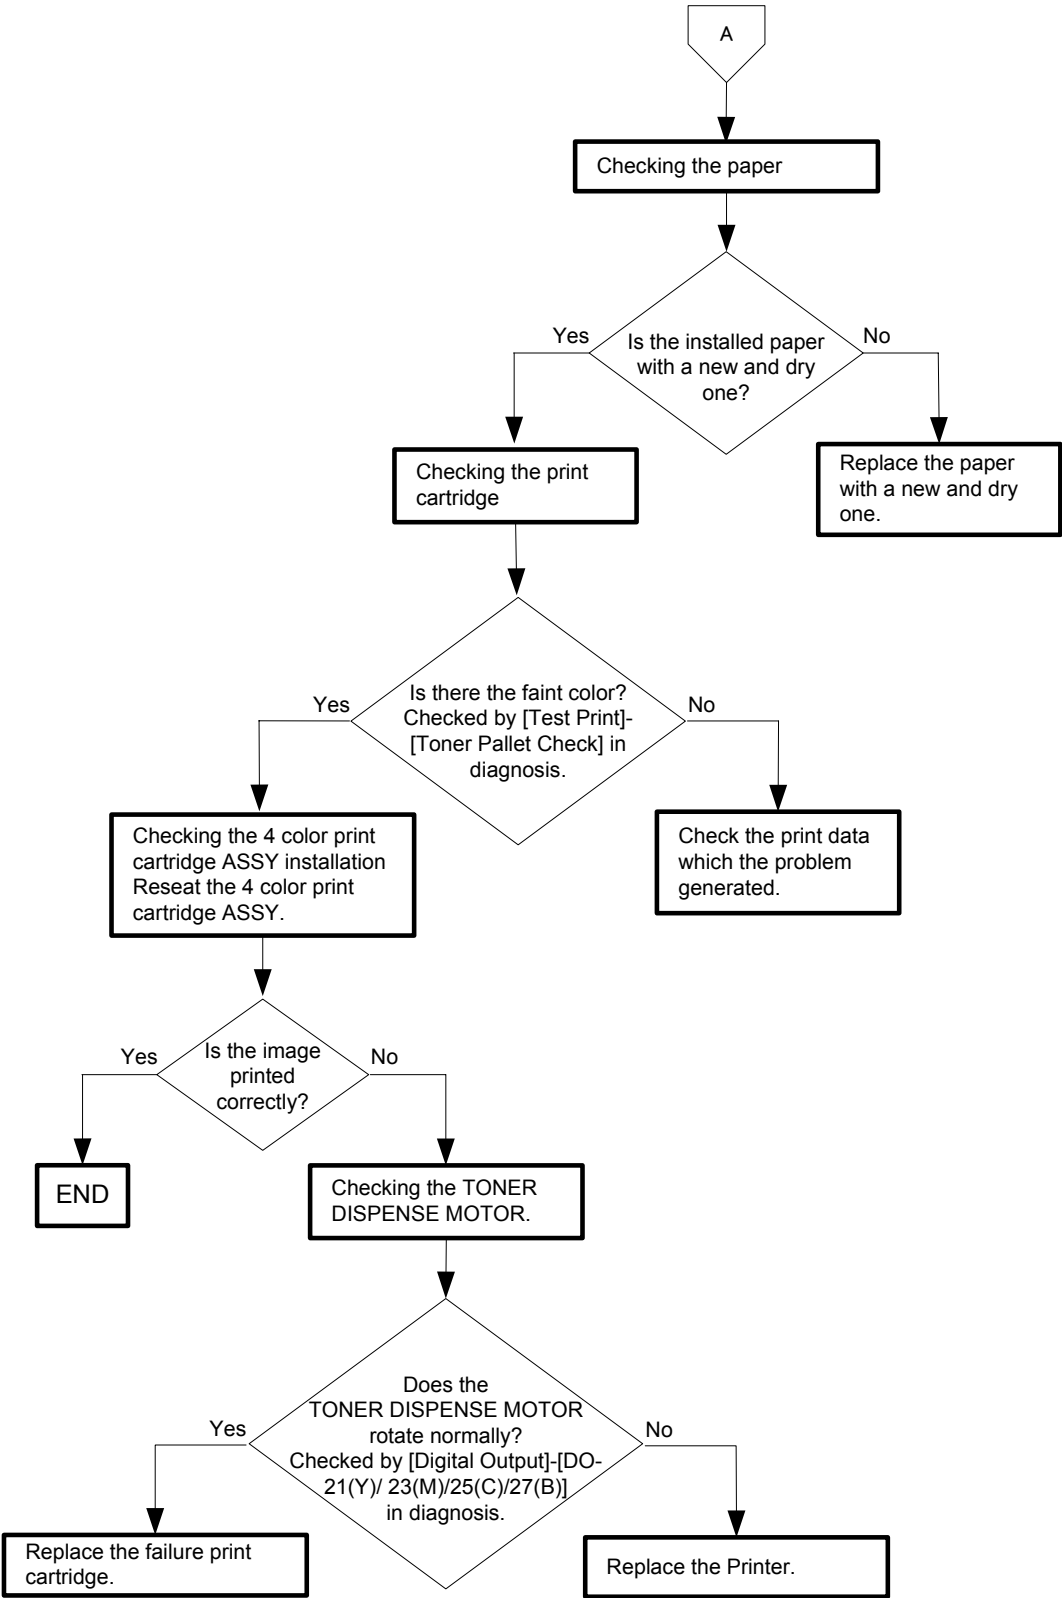 A
Checking the paper
Yes
No
Is the installed paper
with a new and dry
one?
Checking the print
cartridge
Replace the paper
with a new and dry
one.
Yes
No
Is there the faint color?
Checked by [Test Print]-
[Toner Pallet Check] in
diagnosis.
Checking the 4 color print
cartridge ASSY installation
Reseat the 4 color print
cartridge ASSY.
Check the print data
which the problem
generated.
Yes
No
Is the image
printed
correctly?
END
Checking the TONER
DISPENSE MOTOR.
Yes
No
Does the
TONER DISPENSE MOTOR
rotate normally?
Checked by [Digital Output]-[DO-
21(Y)/ 23(M)/25(C)/27(B)]
in diagnosis.
Replace the failure print
cartridge.
Replace the Printer.